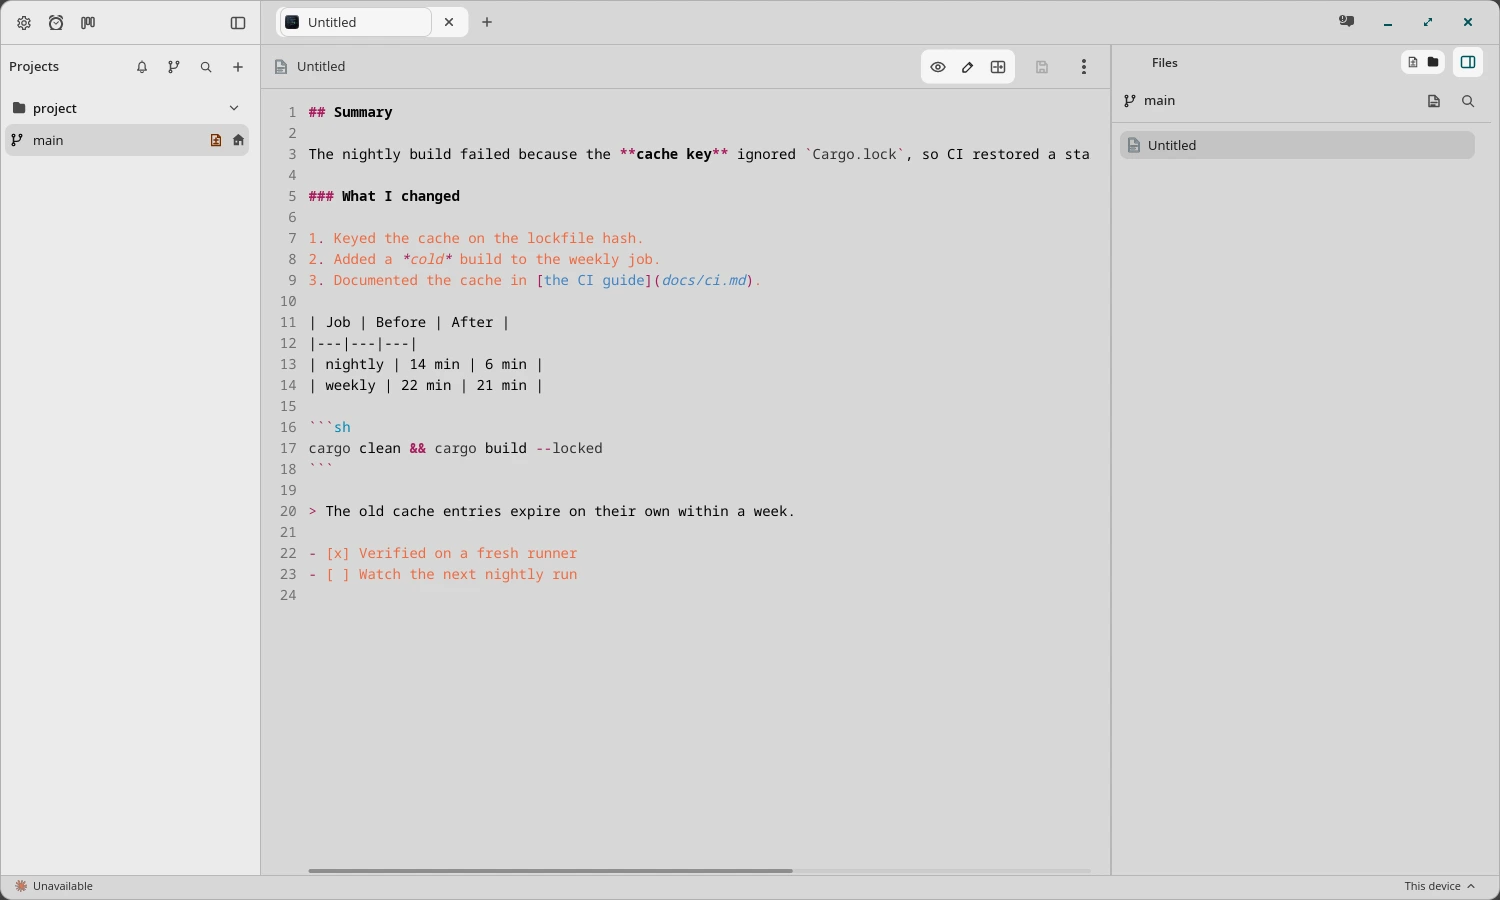 Untitled
Projects
project
main
Untitled
1 ## Summary
2
3 The nightly build failed because the **cache key** ignored `Cargo.lock`, so CI restored a sta
4
5 ### What I changed
6
7 1. Keyed the cache on the lockfile hash.
8 2. Added a *cold* build to the weekly job.
9 3. Documented the cache in [the CI guide](docs/ci.md).
10
11 | Job | Before | After |
12 |---|---|---|
13 | nightly | 14 min | 6 min |
14 | weekly | 22 min | 21 min |
15
16 ```sh
17 cargo clean && cargo build --locked
18 ```
19
20 > The old cache entries expire on their own within a week.
21
22 - [x] Verified on a fresh runner
23 - [ ] Watch the next nightly run
24
Files
main
Untitled
Unavailable
This device